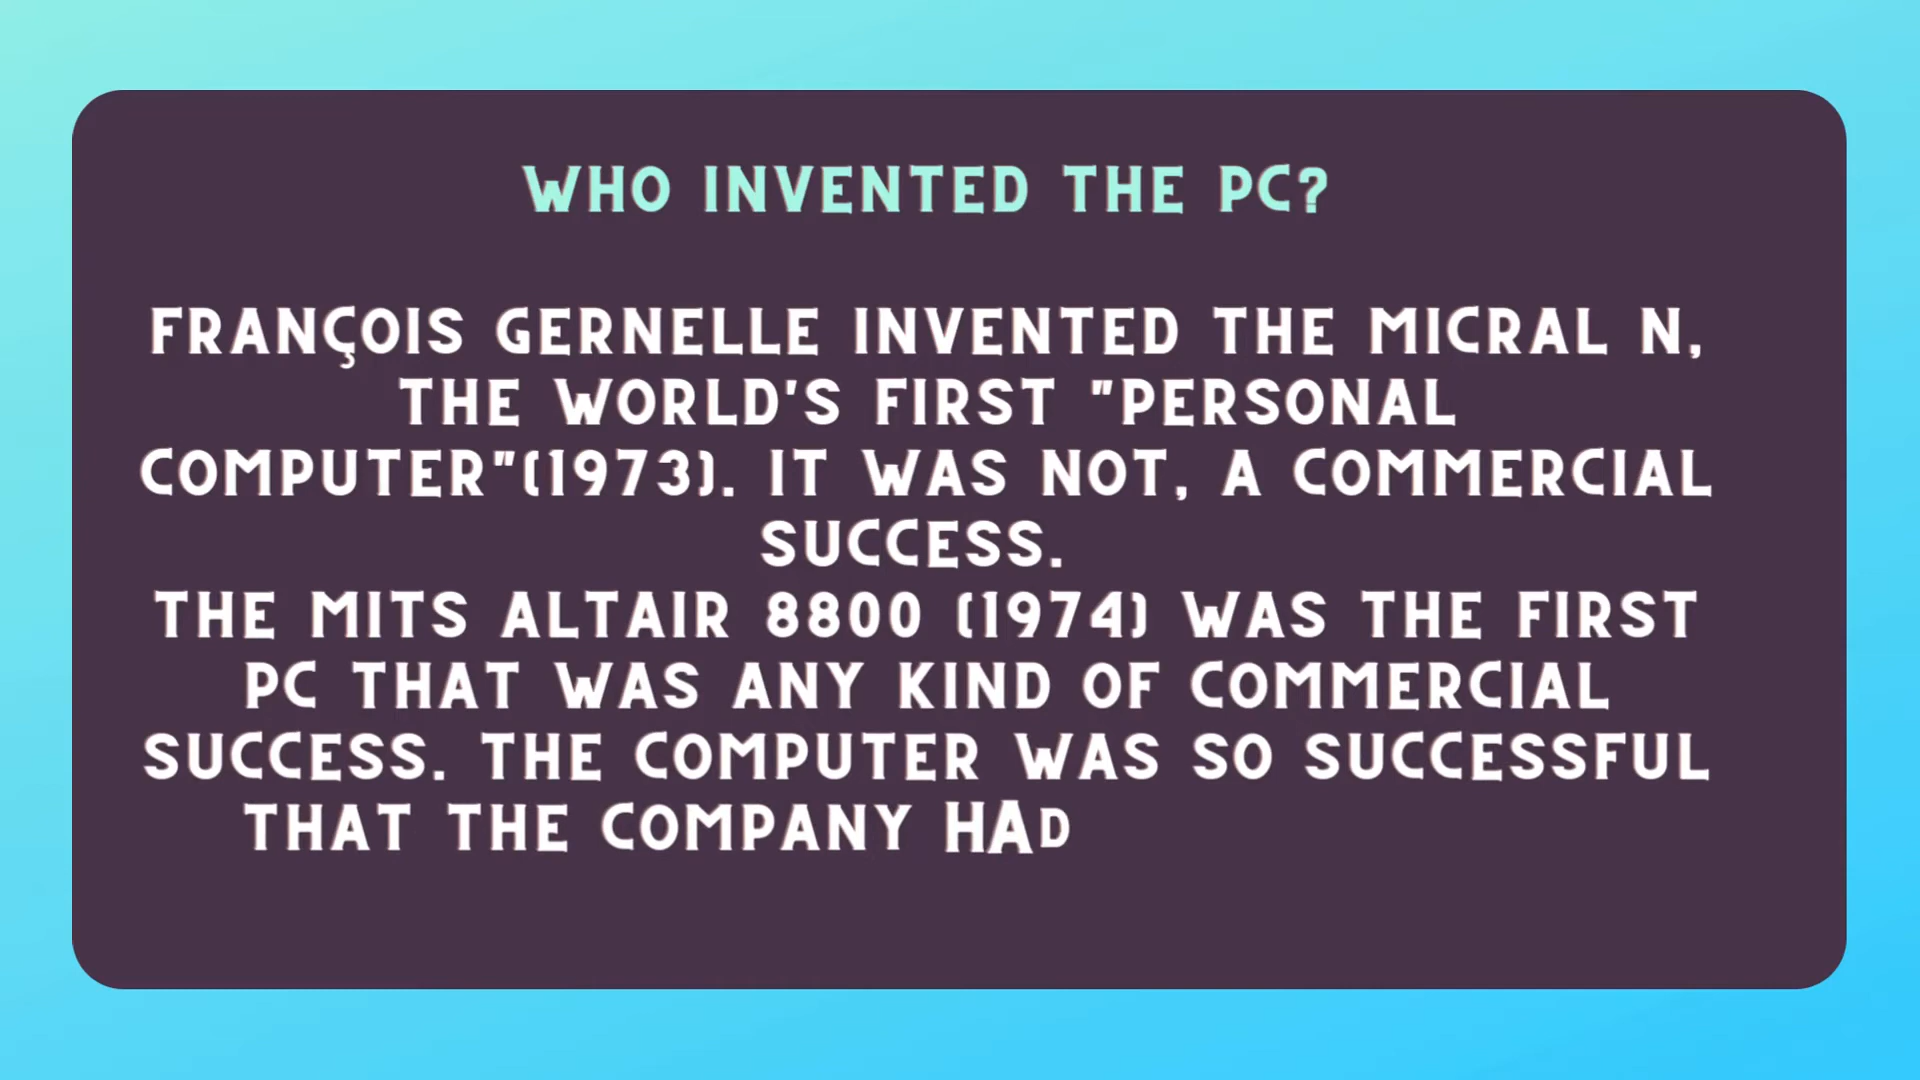 WHO INVENTED THE PC?
FRANÇOIS GERNELLE INVENTED THE MICRAL N,
THE WORLD'S FIRST "PERSONAL
COMPUTER"(1973). IT WAS NOT, A COMMERCIAL
SUCCESS.
THE MITS ALTAIR 8800 (1974) WAS THE FIRST
PC THAT WAS ANY KIND OF COMMERCIAL
SUCCESS. THE COMPUTER WAS SO SUCCESSFUL
THAT THE COMPANY HAD